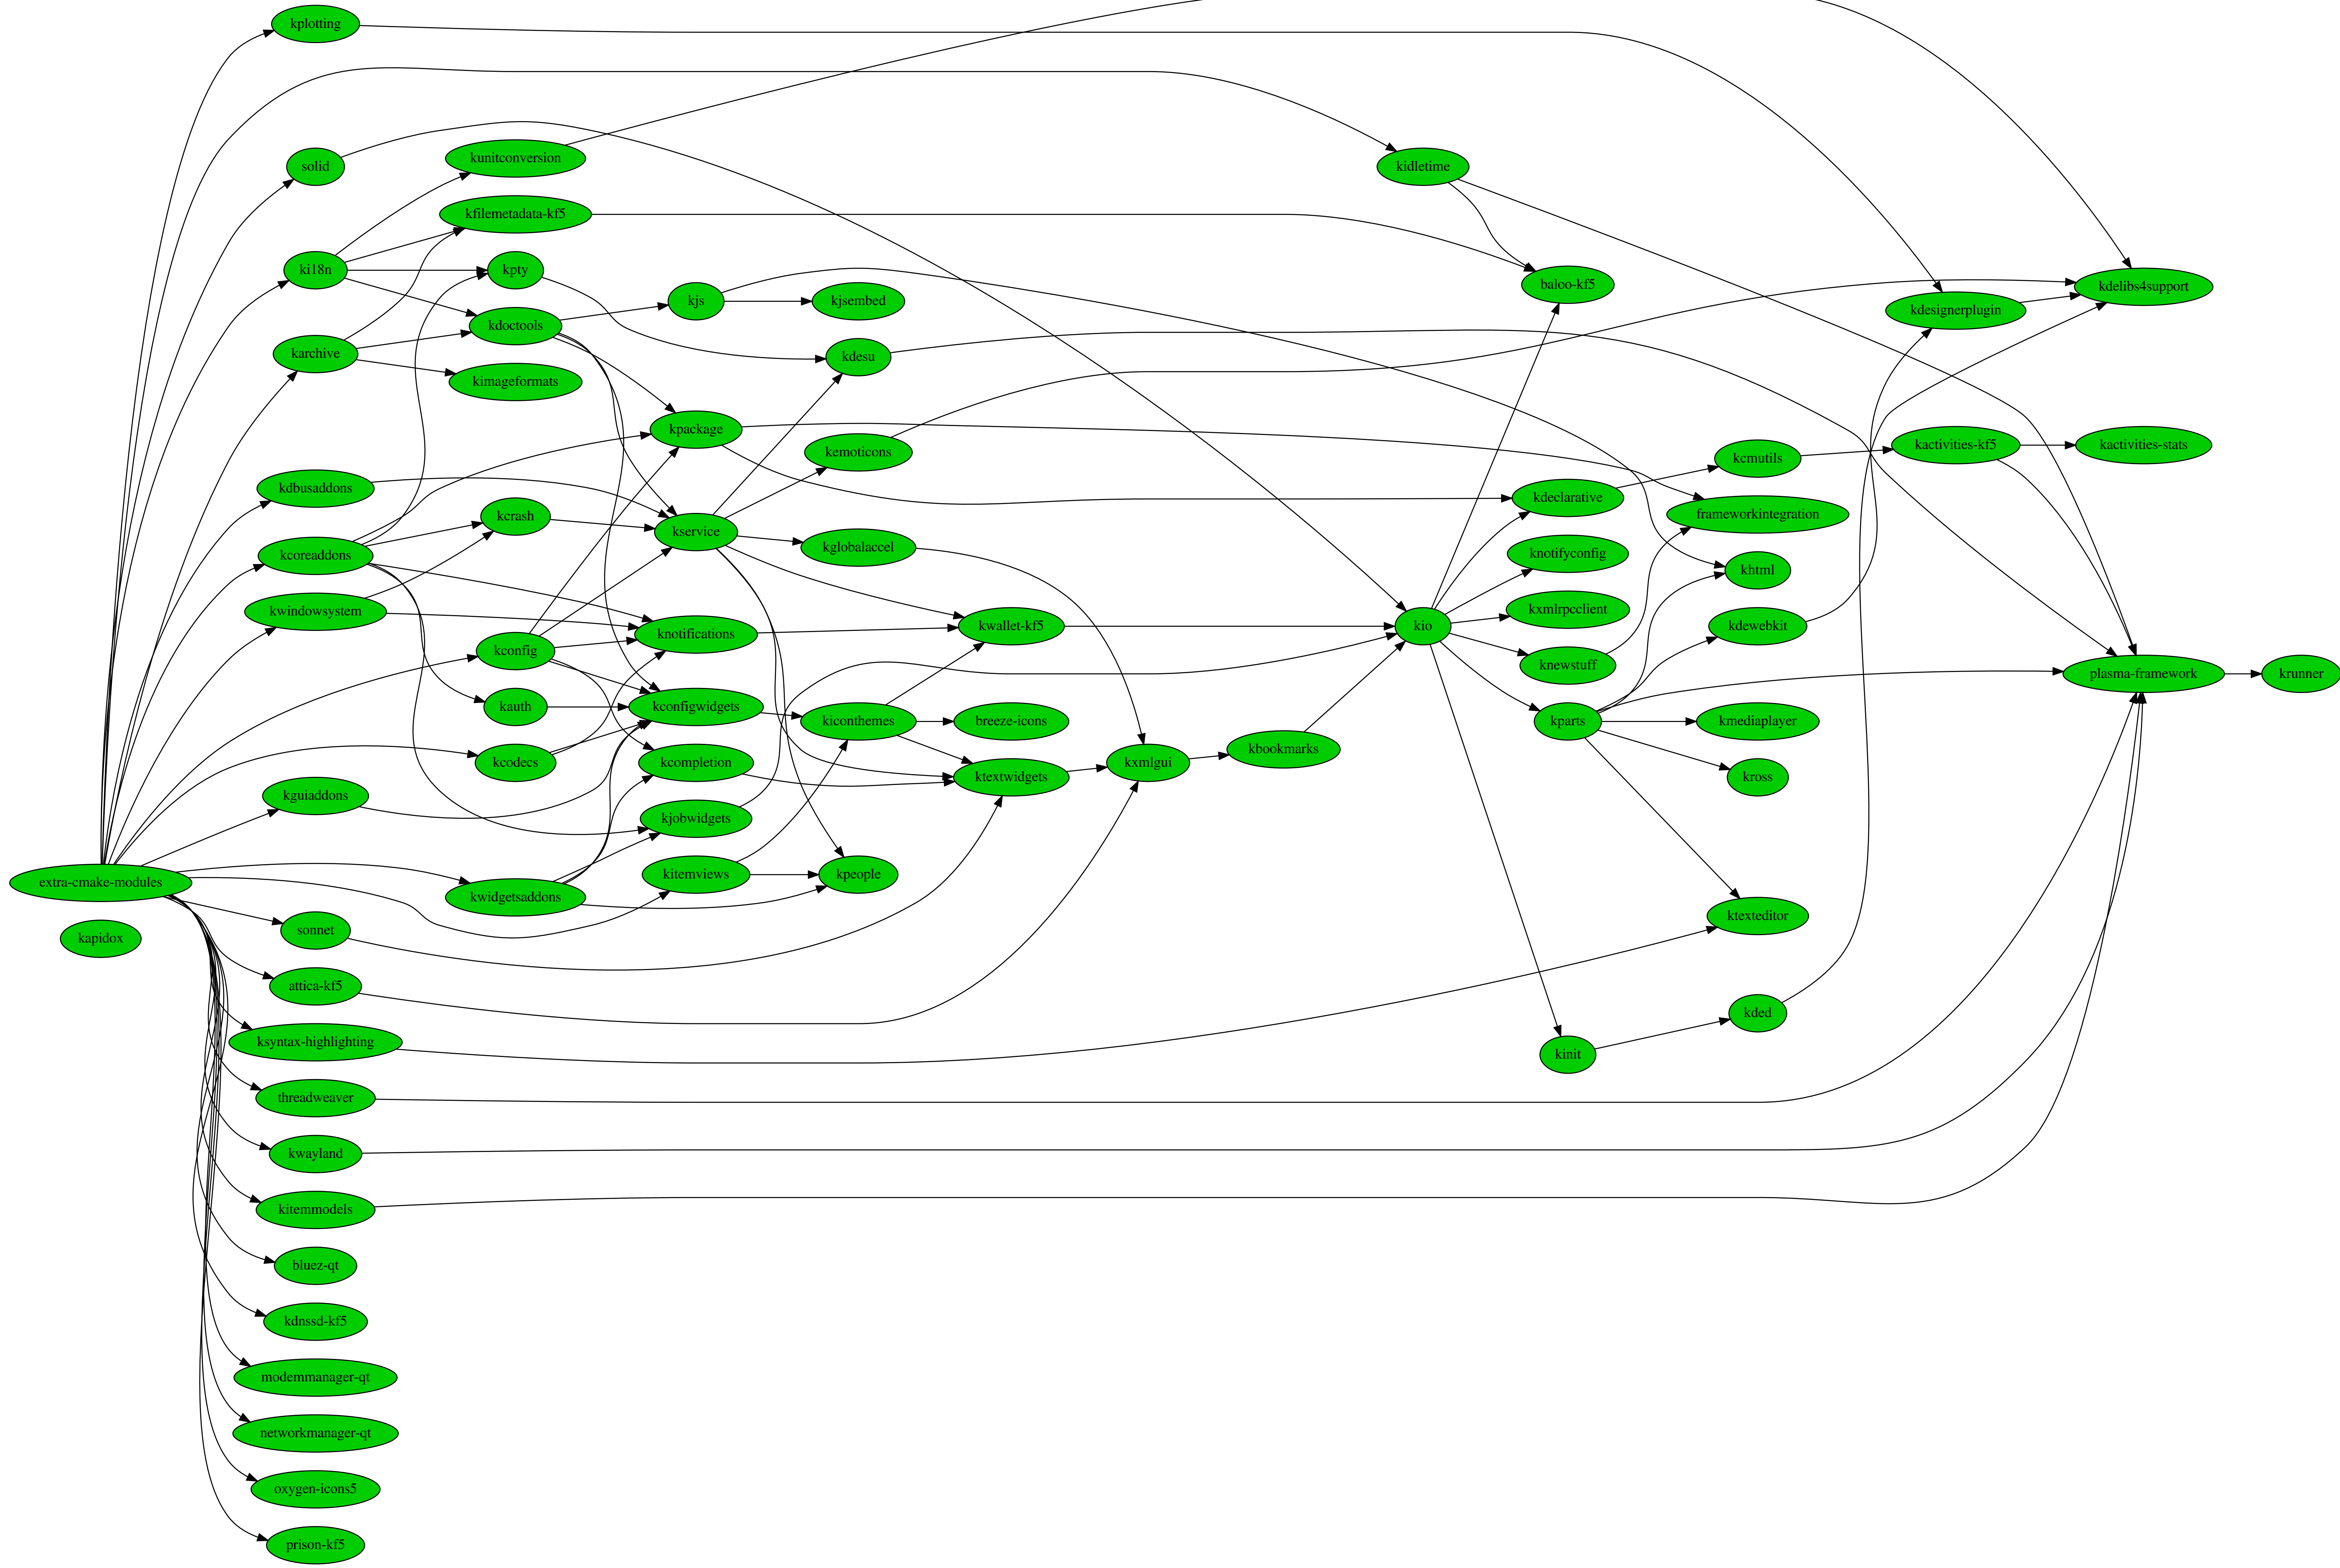 kplotting
solid
kunitconversion
kidletime
kfilemetadata-kf5
ki18n
kpty
baloo-kf5
kdelibs4support
kjs
kjsembed
kdesignerplugin
kdoctools
karchive
kdesu
kimageformats
kpackage
kemoticons
kcmutils
kactivities-kf5
kactivities-stats
kdbusaddons
kdeclarative
kcrash
frameworkintegration
kservice
kglobalaccel
kcoreaddons
knotifyconfig
khtml
kwindowsystem
kxmlrpcclient
knotifications
kwallet-kf5
kio
kdewebkit
kconfig
knewstuff
plasma-framework
krunner
kauth
kconfigwidgets
kiconthemes
breeze-icons
kparts
kmediaplayer
kbookmarks
kcodecs
kcompletion
ktextwidgets
kxmlgui
kross
kguiaddons
kjobwidgets
extra-cmake-modules
kitemviews
kpeople
kwidgetsaddons
ktexteditor
sonnet
kapidox
attica-kf5
kded
ksyntax-highlighting
kinit
threadweaver
kwayland
kitemmodels
bluez-qt
kdnssd-kf5
modemmanager-qt
networkmanager-qt
oxygen-icons5
prison-kf5